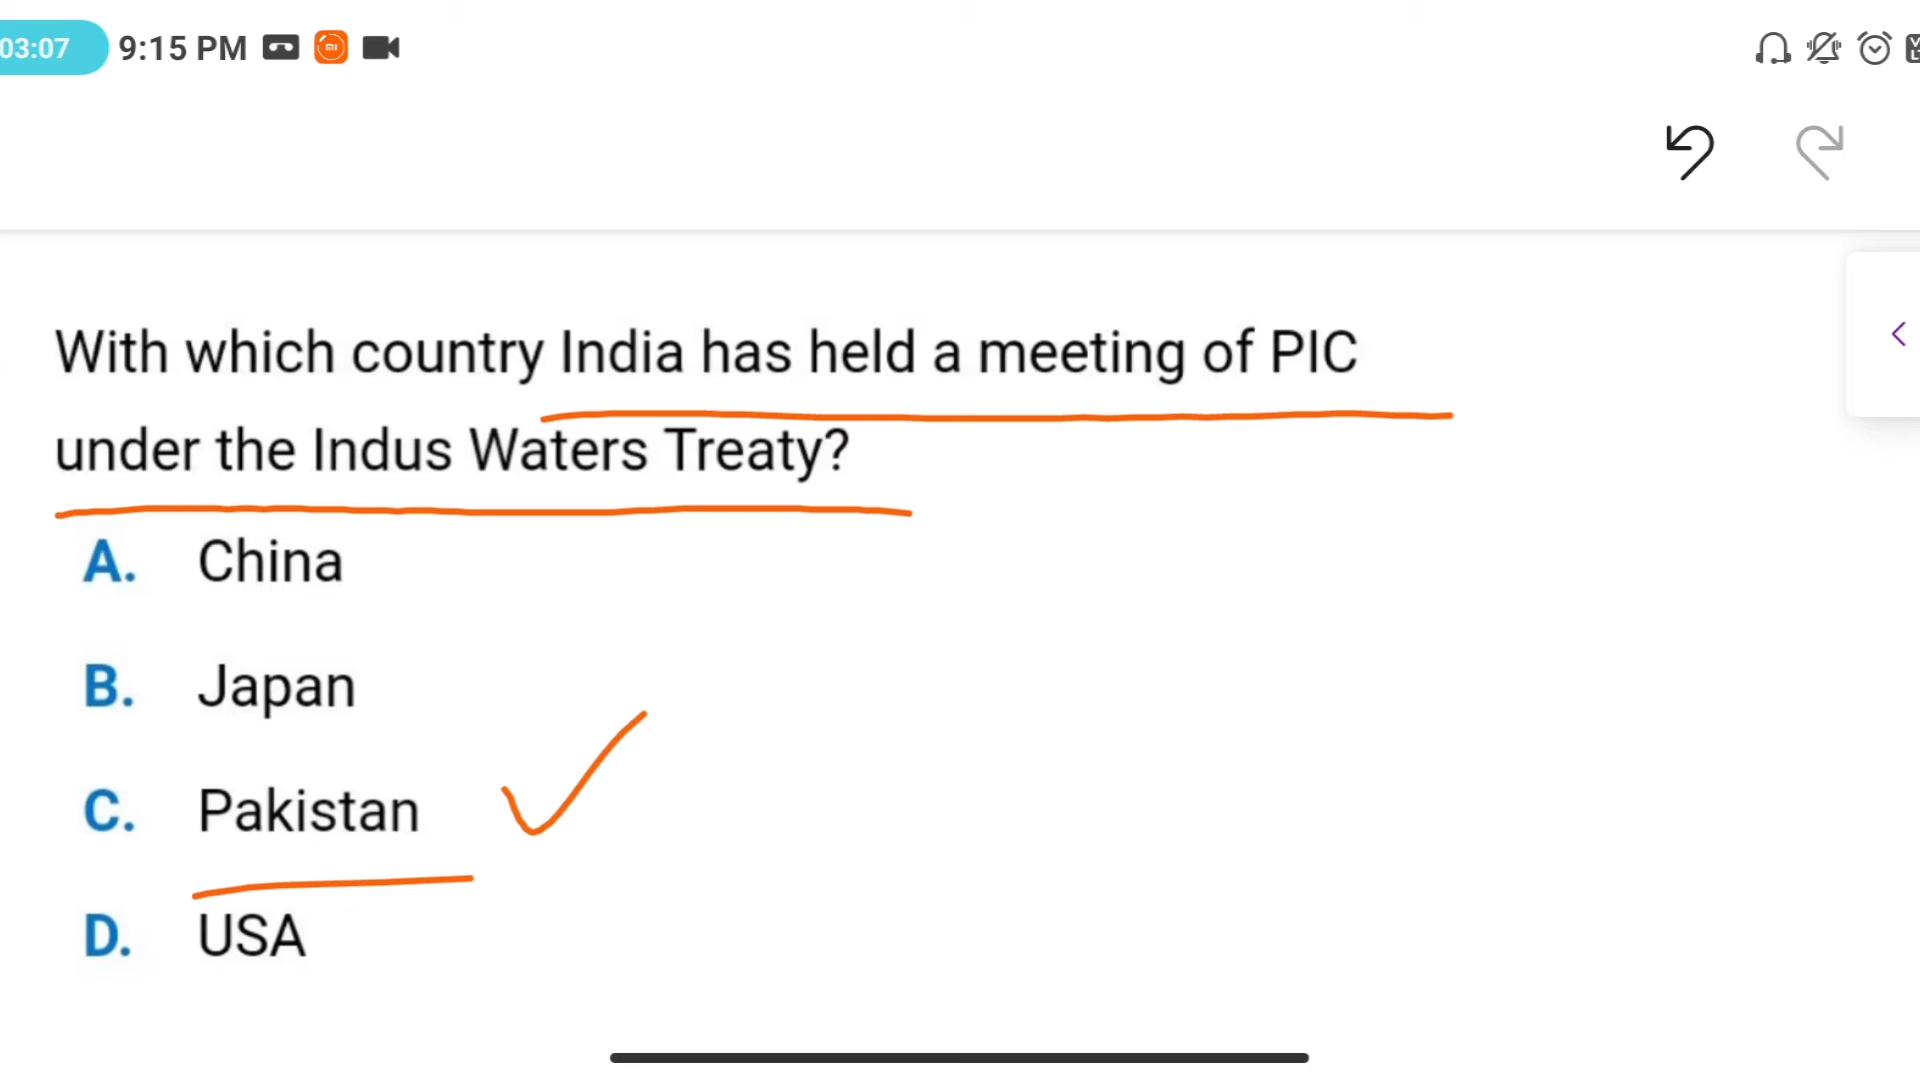 03:07 9:15 PM
With which country India has held a meeting of PIC
under the Indus Waters Treaty?
A. China
B. Japan
C. Pakistan
D. USA